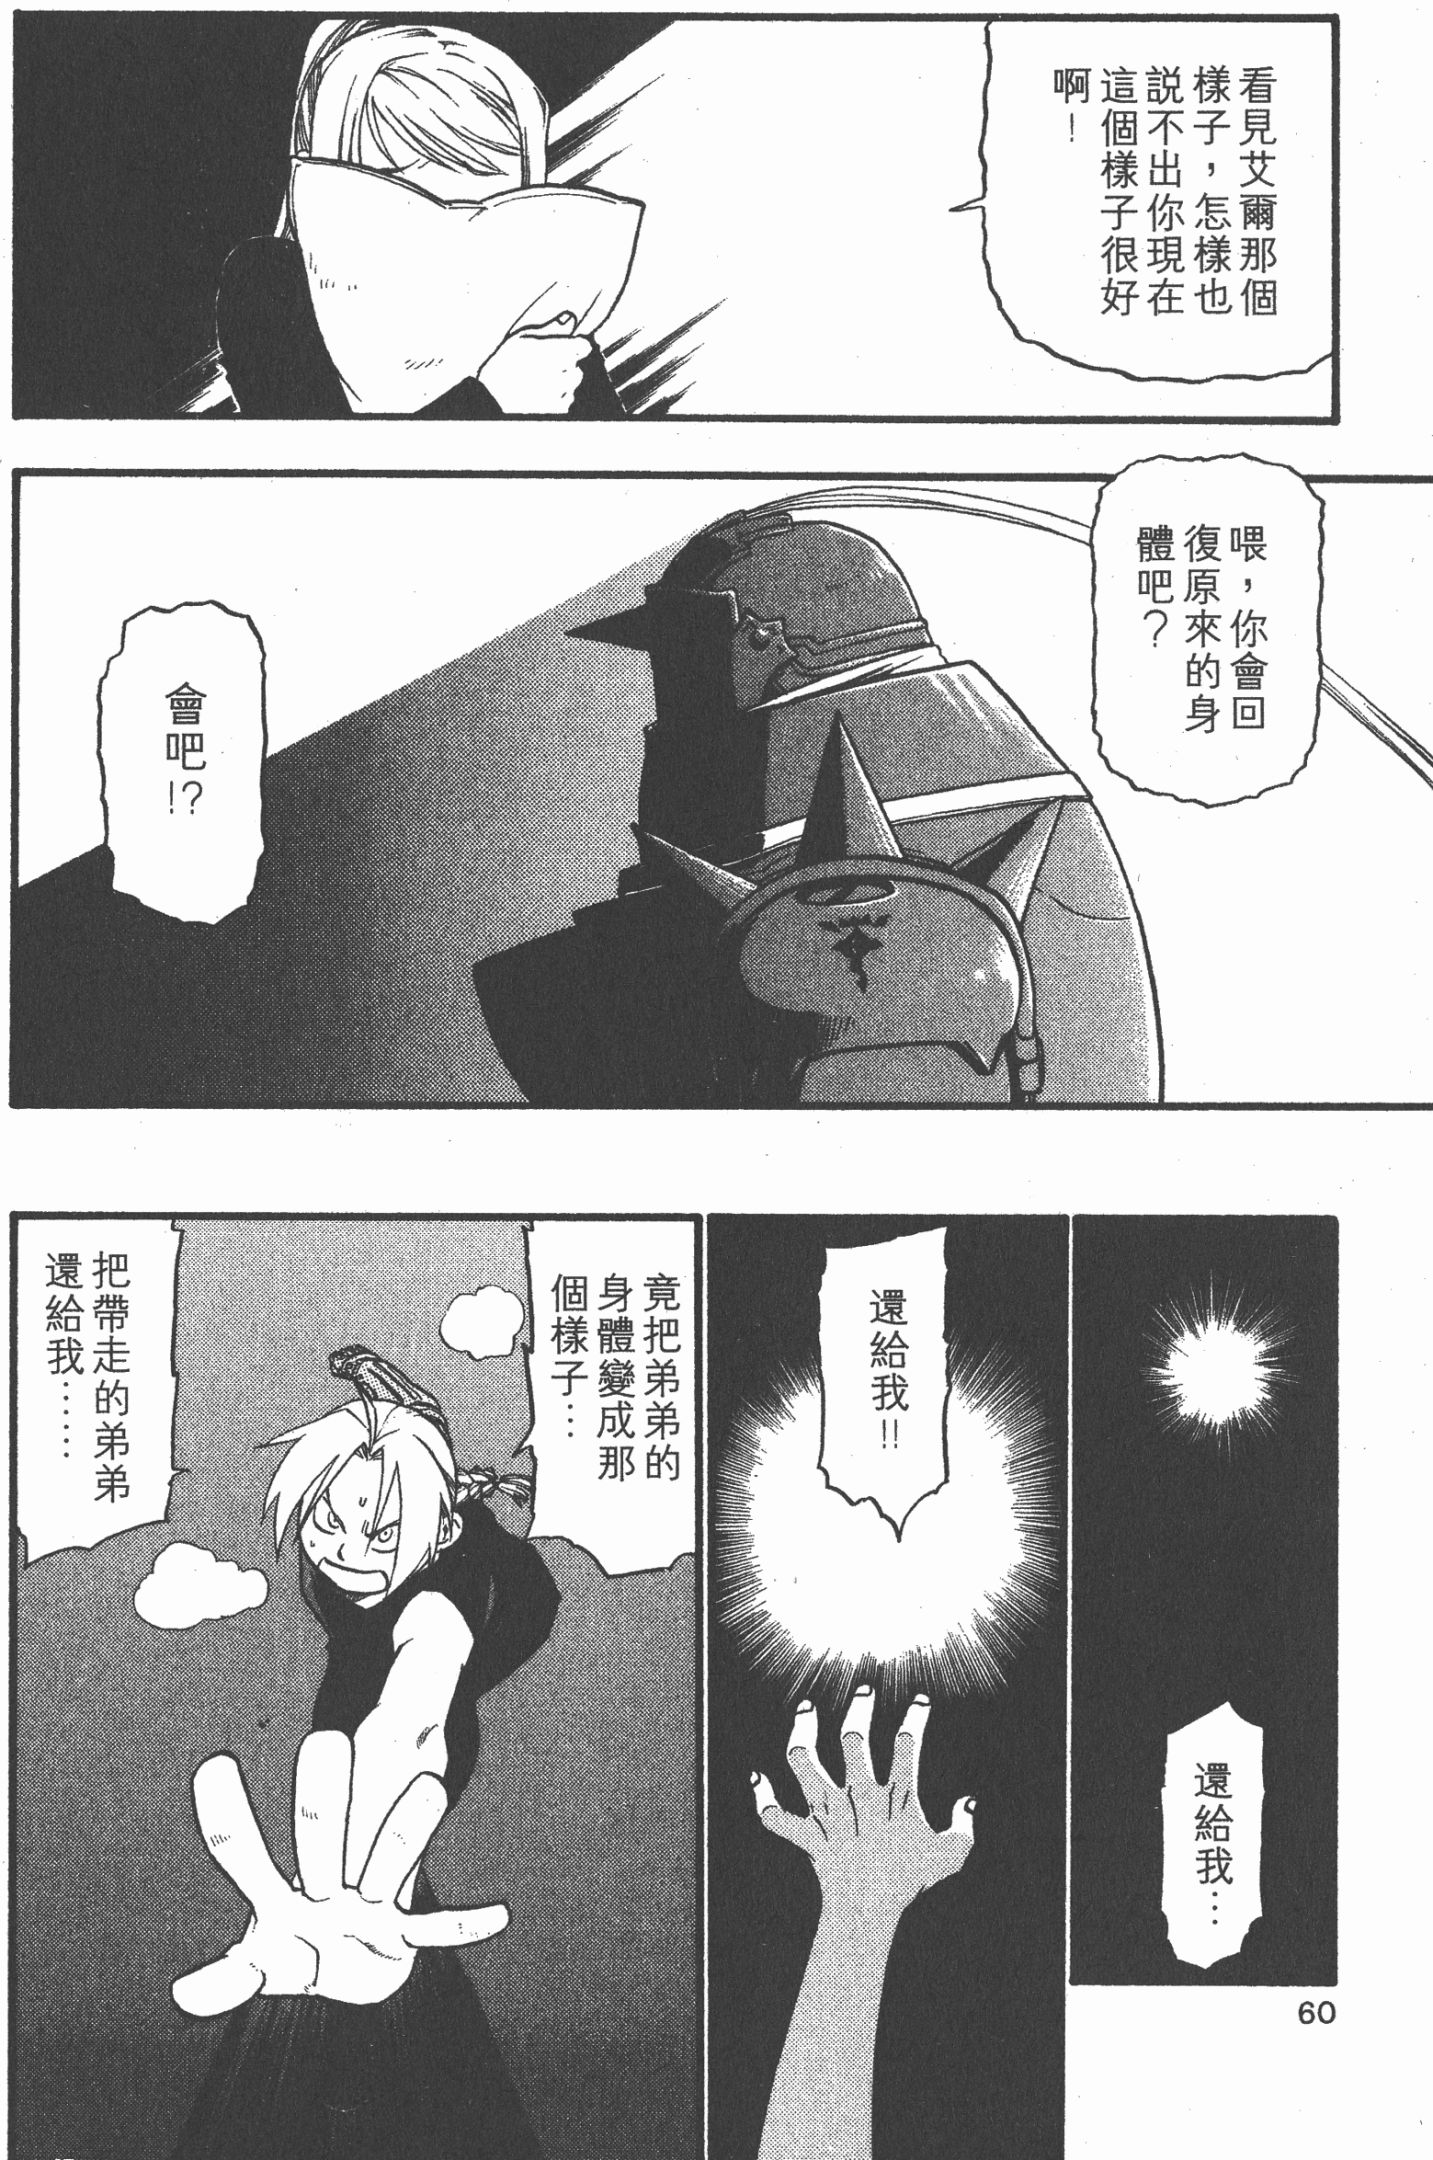 看見艾爾那個
樣子，怎樣也
説不出你現在
這個樣子很好
啊！
喂，你會回
復原來的身
體吧？
會吧!?
還給我…
還給我!!
竟把弟弟的
身體變成那
個樣子…
把帶走的弟弟
還給我……
60